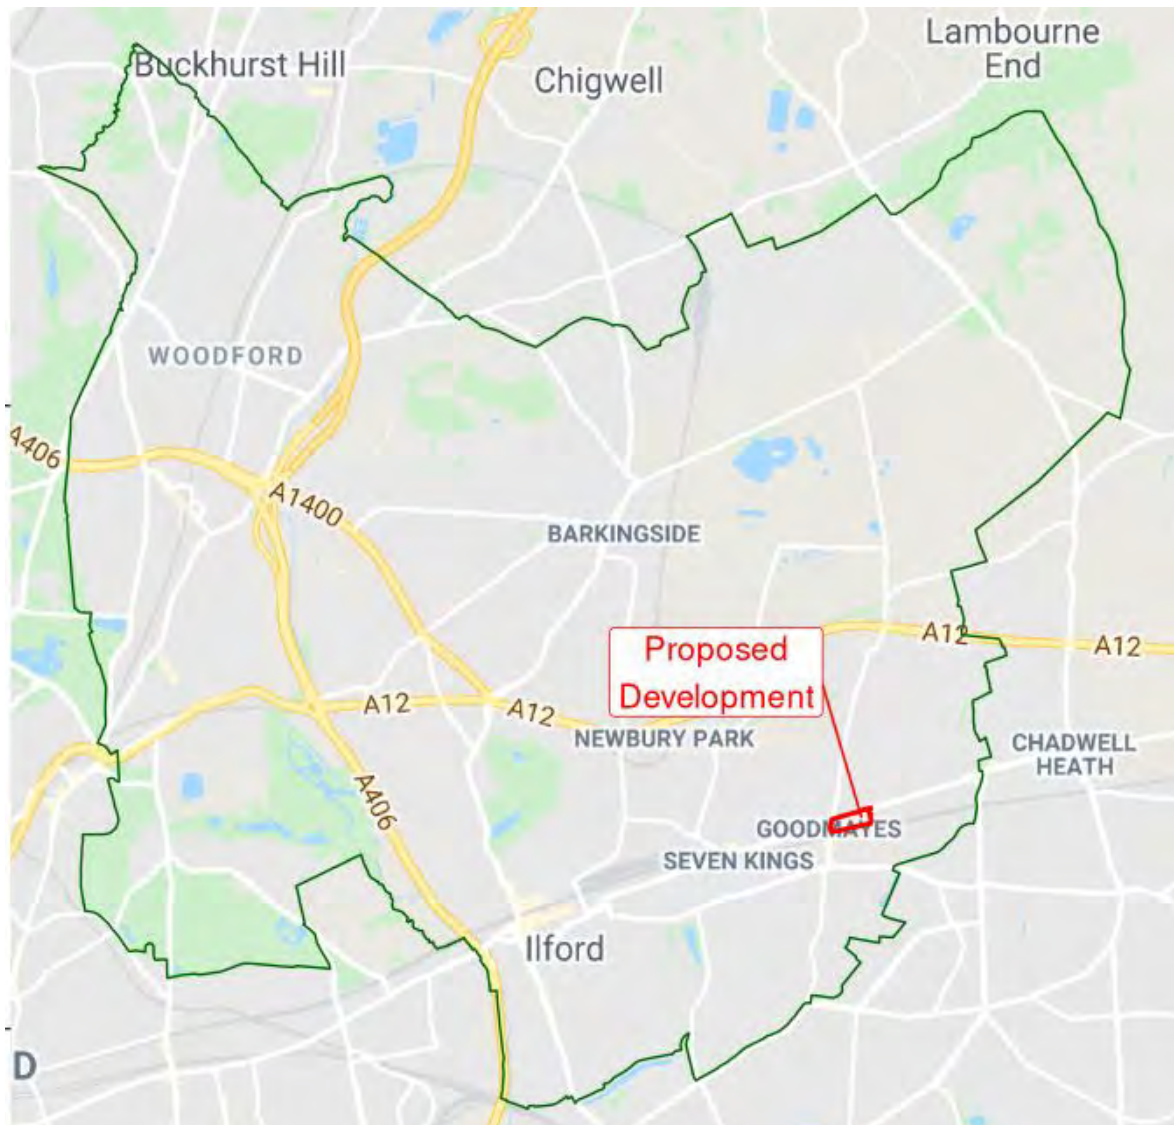 Lambourne
End
Buckhurst Hill
Chigwell
WOODFORD
A406
A1400
BARKINGSIDE
A12
A12
Proposed
Development
A12
A12
NEWBURY PARK
CHADWELL
HEATH
A406
GOODMAYES
SEVEN KINGS
Ilford
D